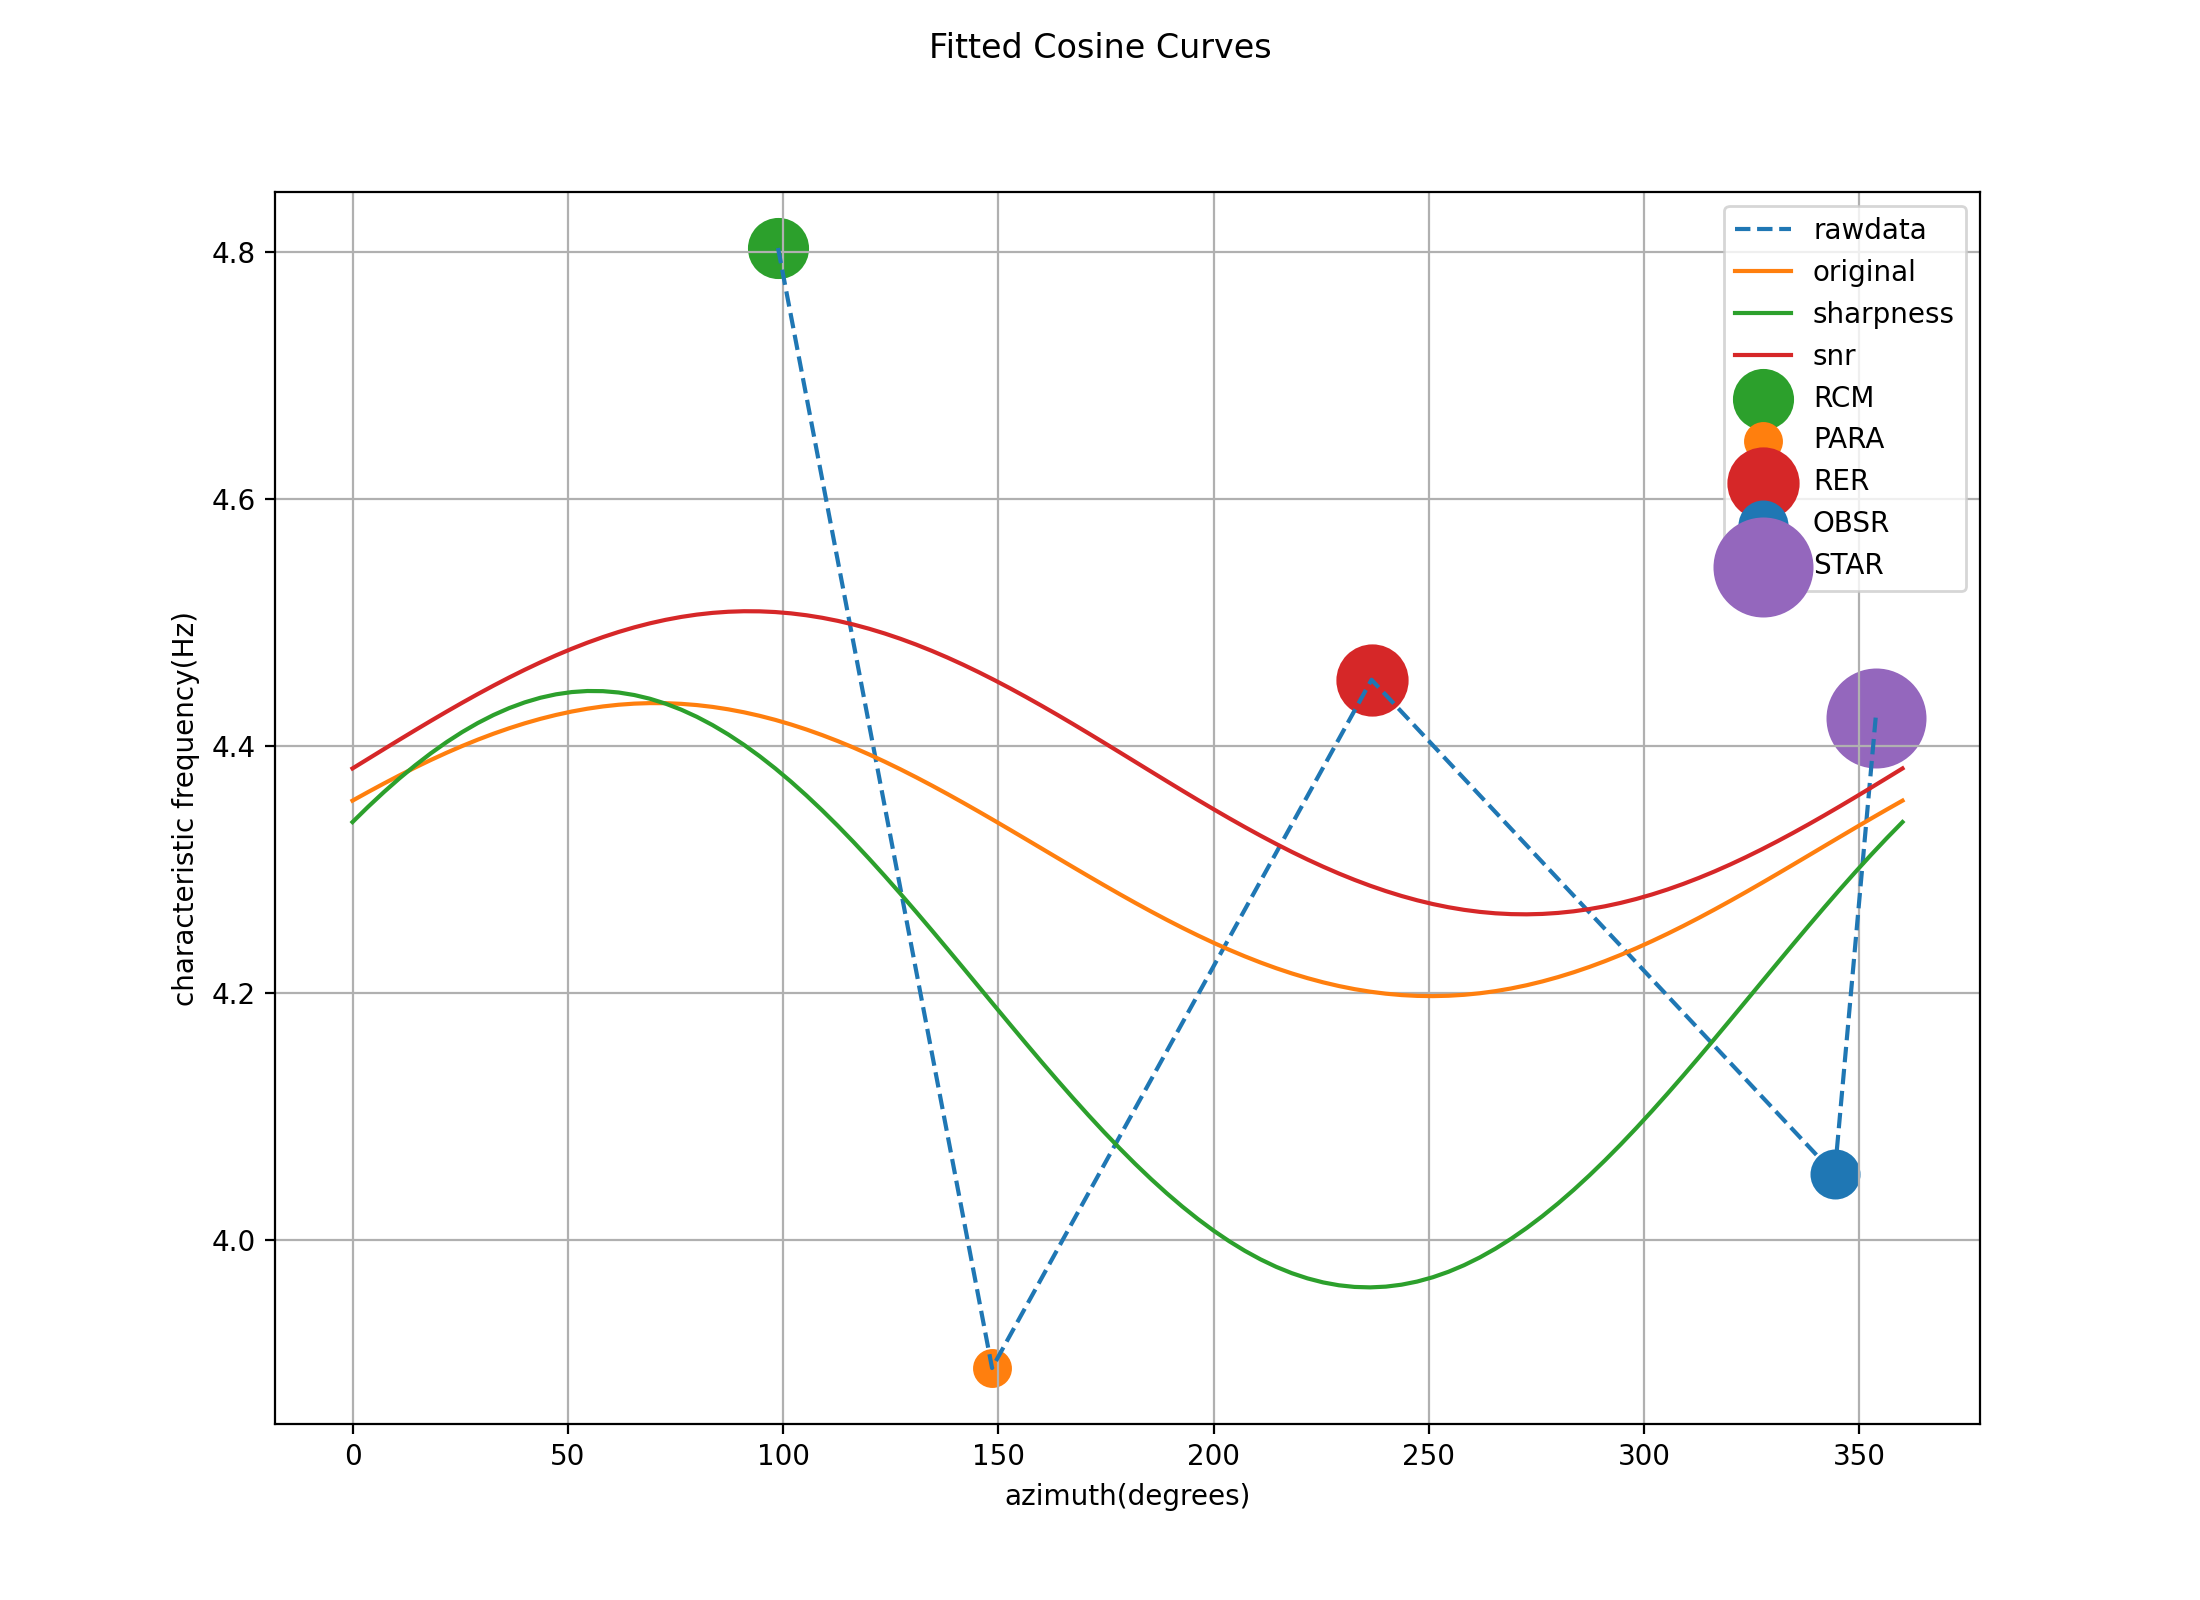 Fitted Cosine Curves
rawdata
original
sharpness
snr
RCM
PARA
RER
OBSR
STAR
characteristic frequency(Hz)
4.8
4.6
4.4
4.2
4.0
0 50 100 150 200 250 300 350
azimuth(degrees)